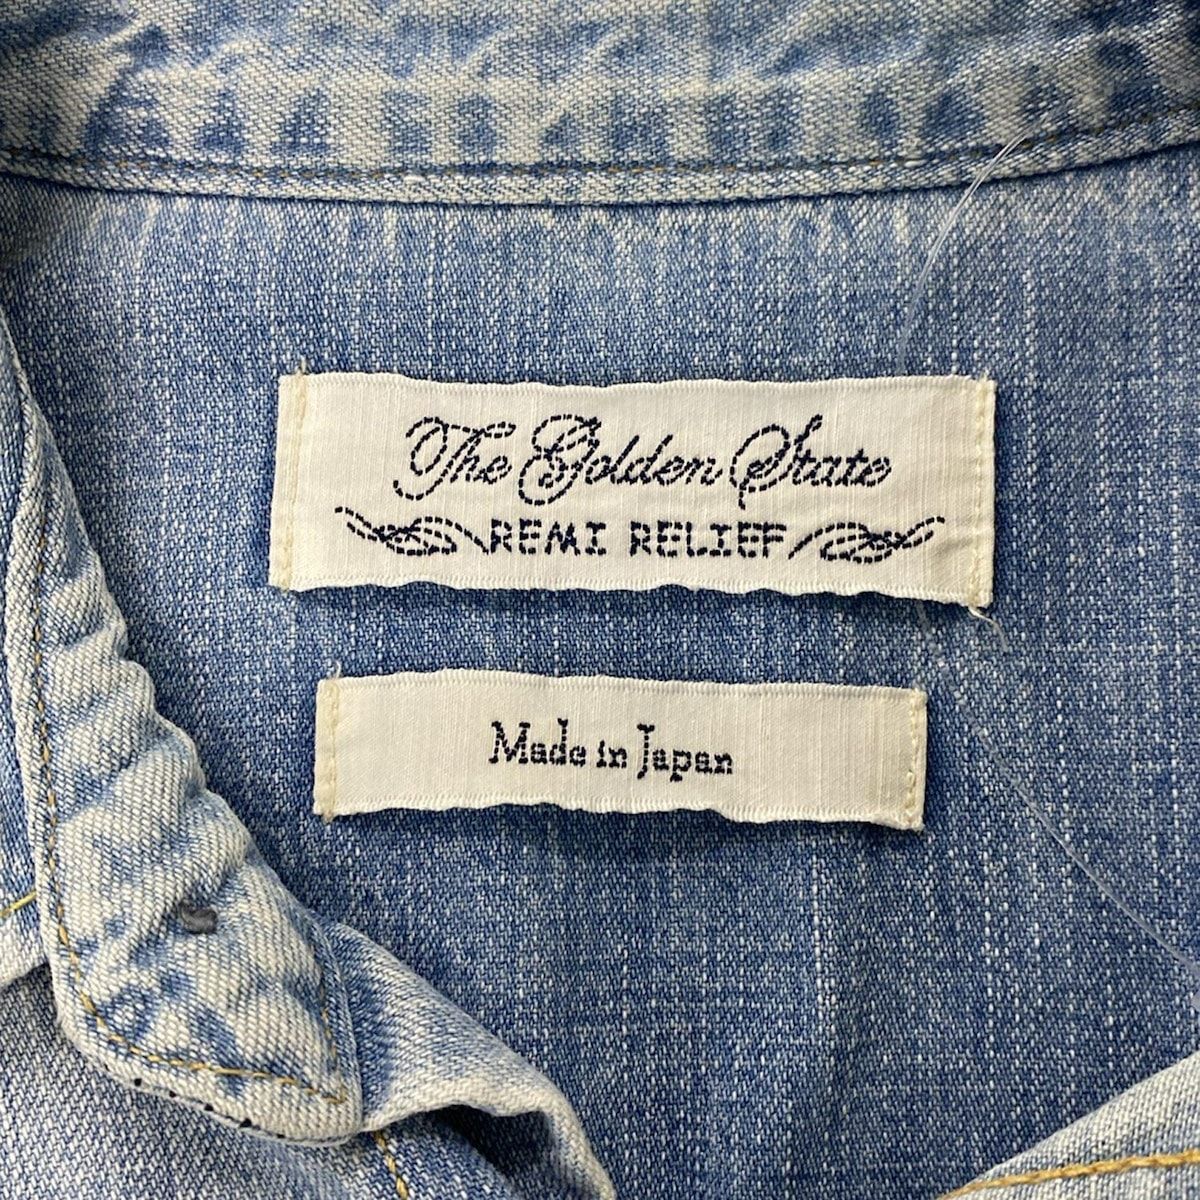 The Golden State
REMI RELIEF
Made in Japan